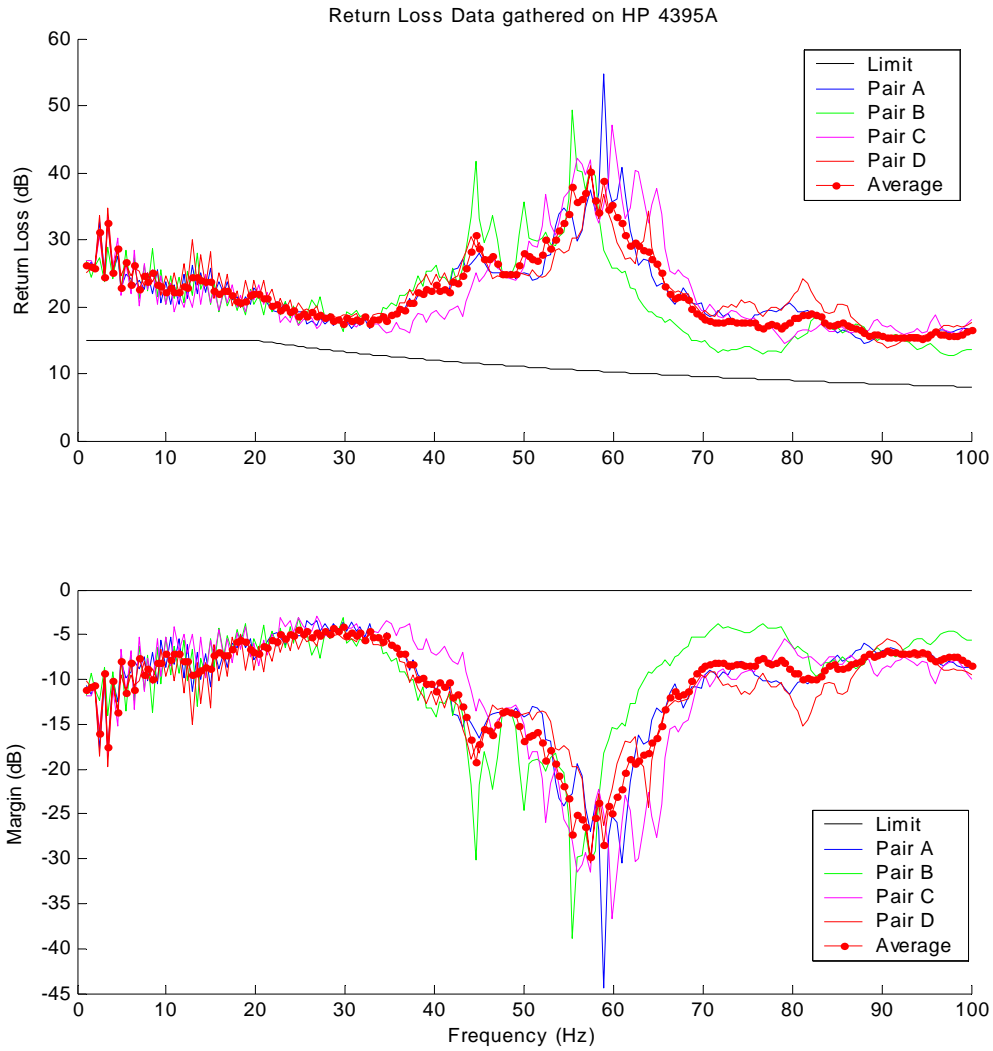 Return Loss Data gathered on HP 4395A
60
50
40
30
20
10
0
Return Loss (dB)
Limit
Pair A
Pair B
Pair C
Pair D
Average
0 10 20 30 40 50 60 70 80 90 100
0
-5
-10
-15
-20
-25
-30
-35
-40
-45
Margin (dB)
Limit
Pair A
Pair B
Pair C
Pair D
Average
0 10 20 30 40 50 60 70 80 90 100
Frequency (Hz)